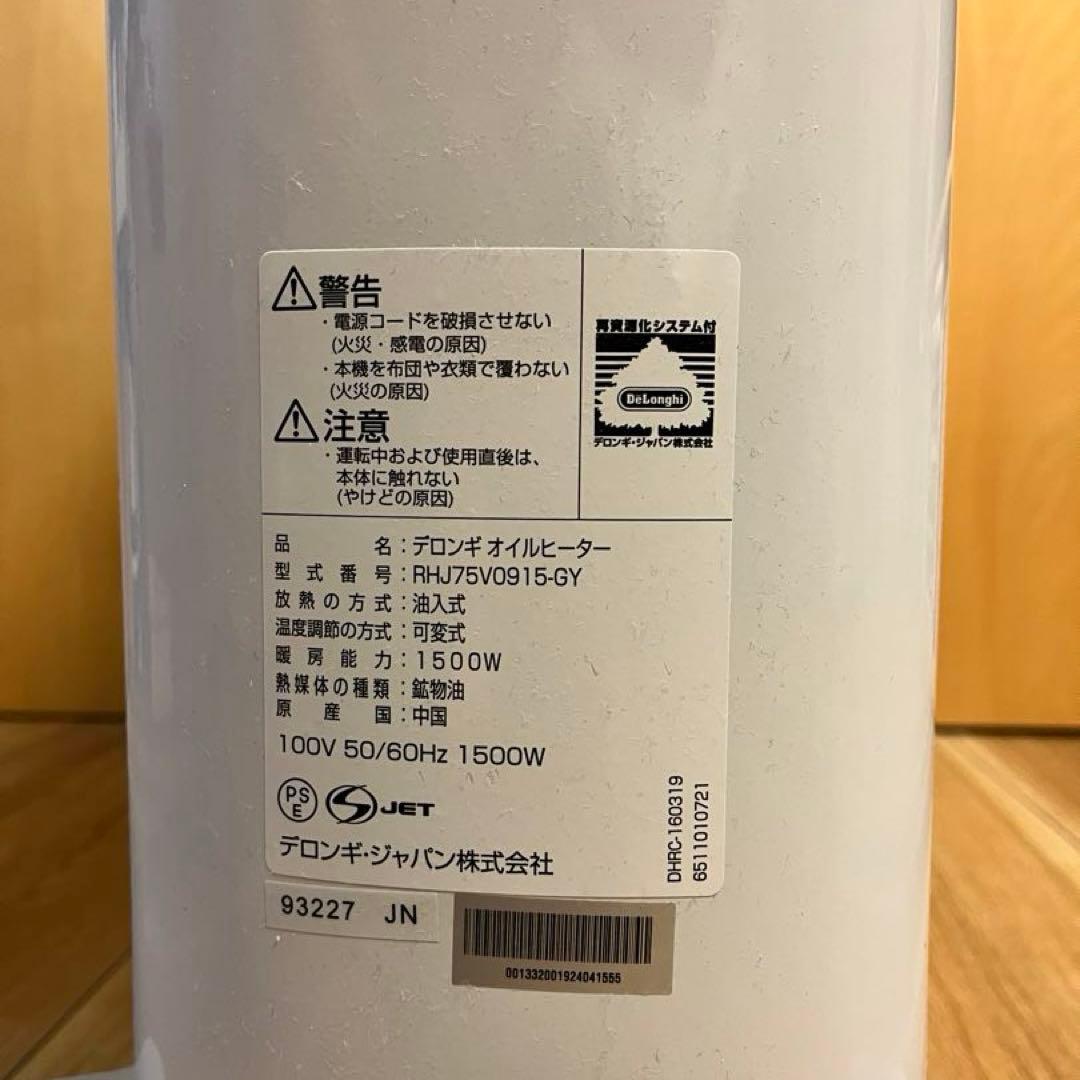 警告
・電源コードを破損させない
(火災・感電の原因)
・本機を布団や衣類で覆わない
(火災の原因)
注意
・運転中および使用直後は、
本体に触れない
(やけどの原因)
再資源化システム付
DeLonghi
デロンギ・ジャパン株式会社
品名:デロンギ オイルヒーター
型式番号:RHJ75V0915-GY
放熱の方式:油入式
温度調節の方式:可変式
暖房能力:1500W
熱媒体の種類:鉱物油
原産国:中国
100V 50/60Hz 1500W
PSE
JET
デロンギ・ジャパン株式会社
DHRC-160319
6511010721
93227 JN
001332001924041555